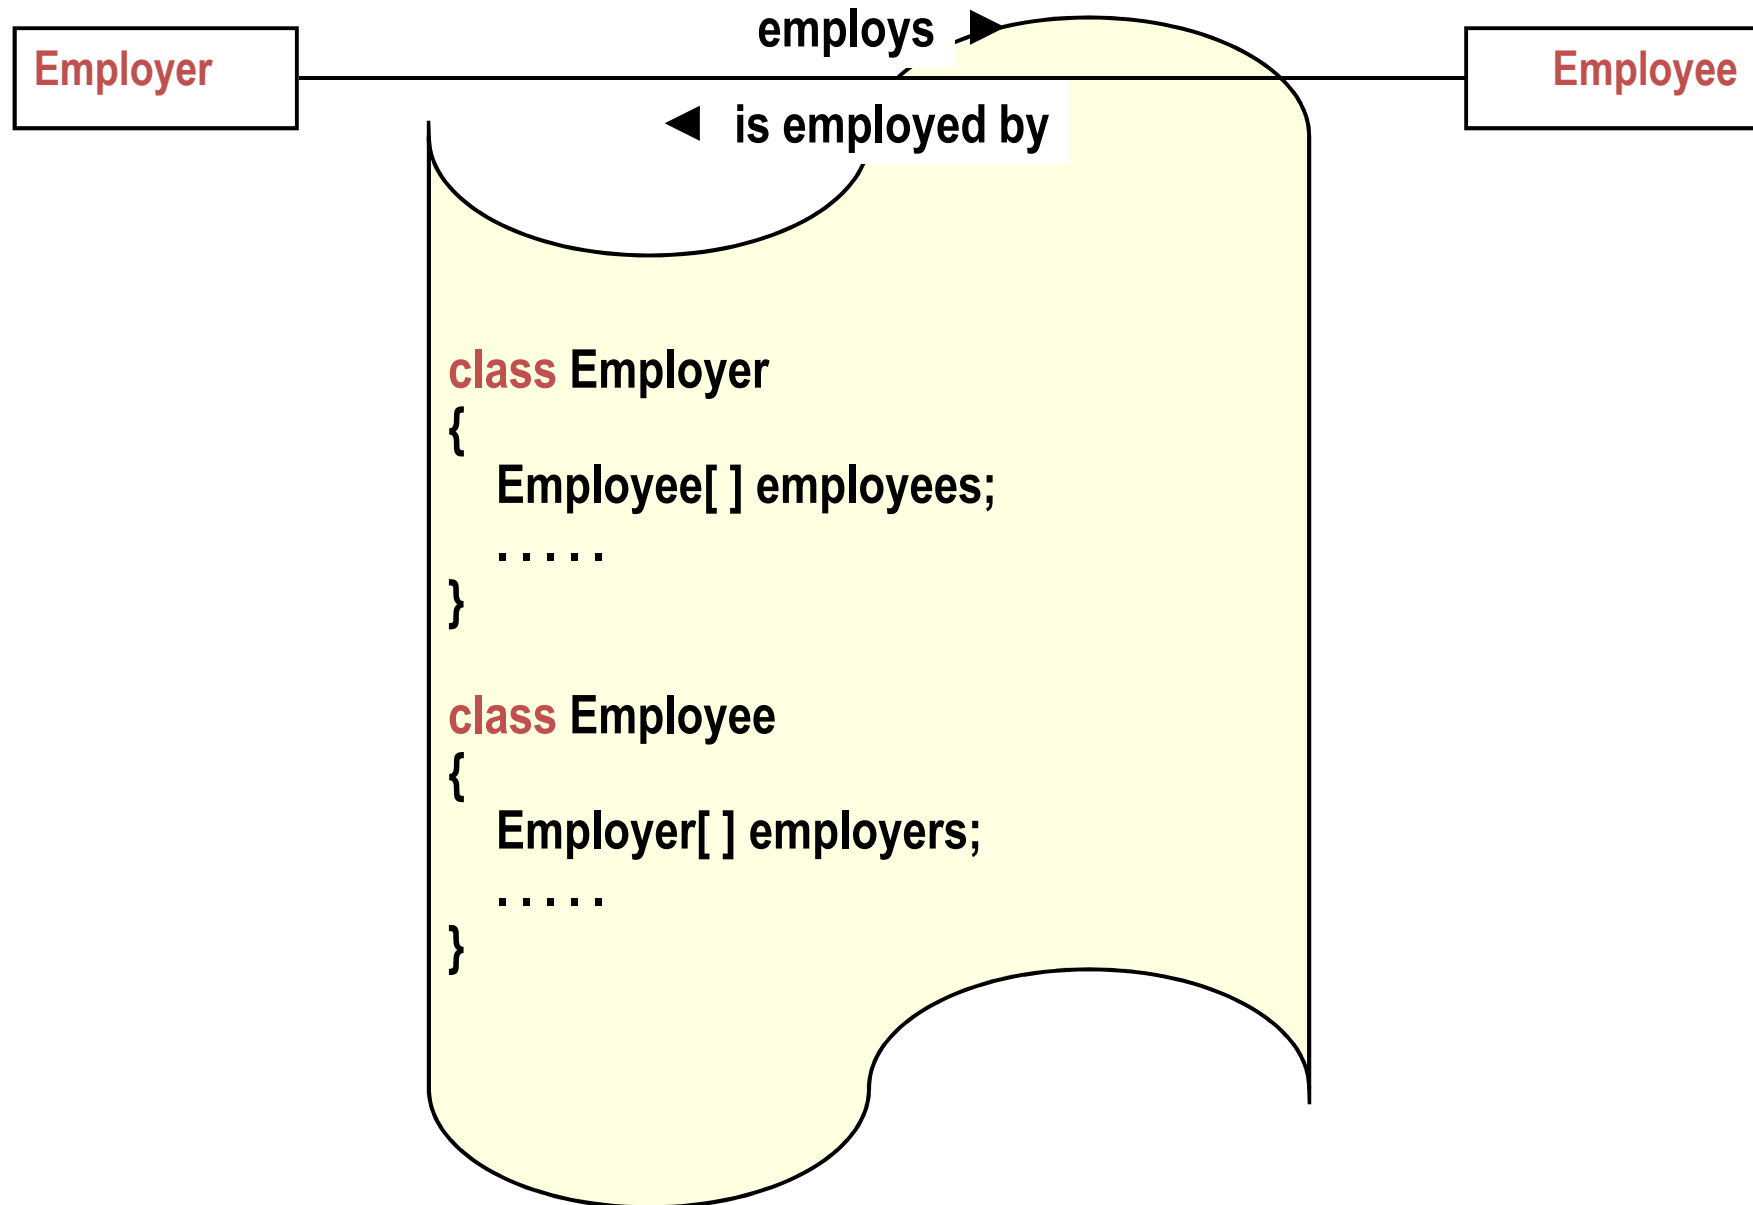 employs ►
Employer
Employee
◄ is employed by
class Employer
{
Employee[ ] employees;
. . . . .
}
class Employee
{
Employer[ ] employers;
. . . . .
}